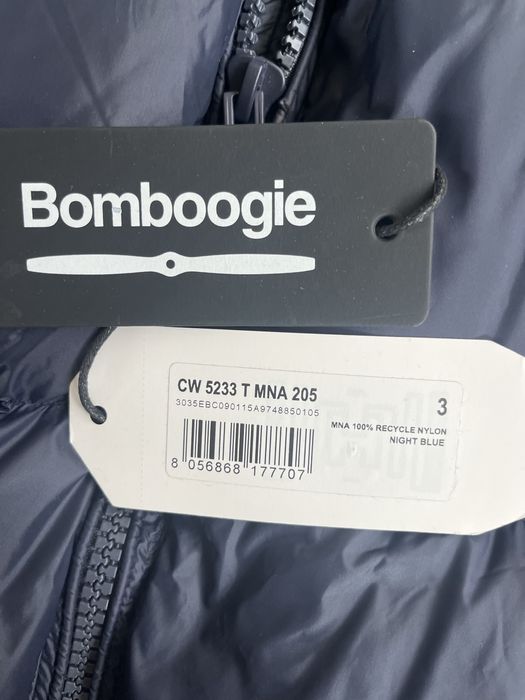 Bomboogie
CW 5233 T MNA 205
3
3035EBC090115A9748850105
MNA 100% RECYCLE NYLON
NIGHT BLUE
8 056868 177707